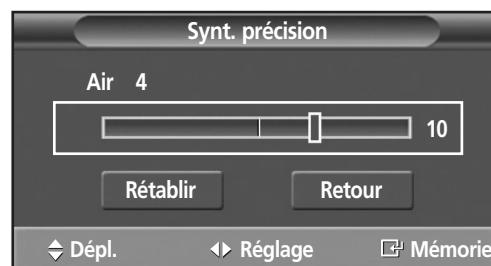 Synt. précision
Air 4
10
Rétablir Retour
Dépl. Réglage Mémorie